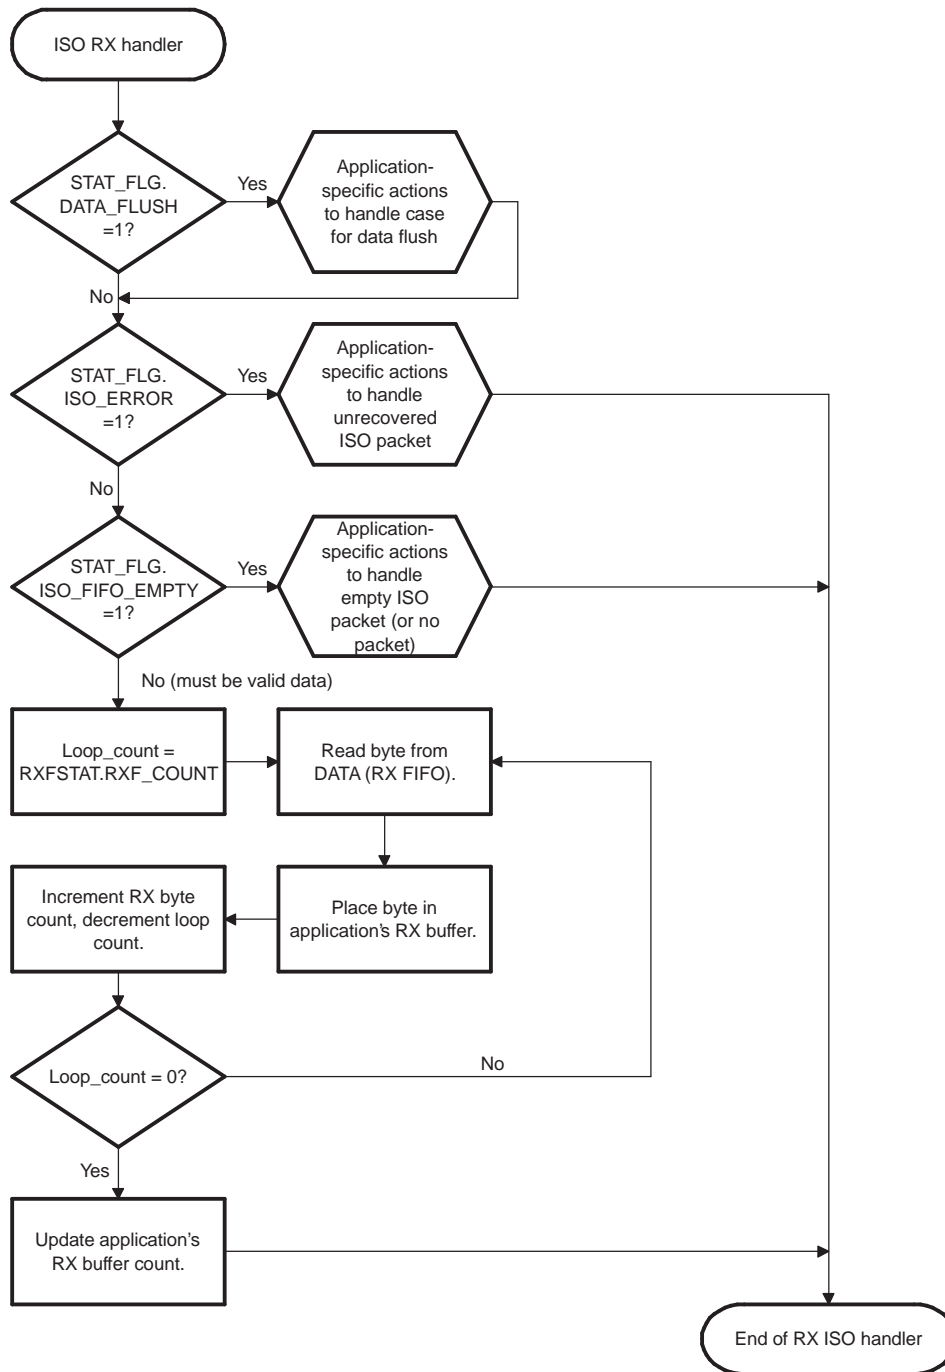 ISO RX handler
STAT_FLG.
DATA_FLUSH
=1?
Yes
Application-
specific actions
to handle case
for data flush
No
STAT_FLG.
ISO_ERROR
=1?
Yes
Application-
specific actions
to handle
unrecovered
ISO packet
No
STAT_FLG.
ISO_FIFO_EMPTY
=1?
Yes
Application-
specific actions
to handle
empty ISO
packet (or no
packet)
No (must be valid data)
Loop_count =
RXFSTAT.RXF_COUNT
Read byte from
DATA (RX FIFO).
Increment RX byte
count, decrement loop
count.
Place byte in
application's RX buffer.
Loop_count = 0?
No
Yes
Update application's
RX buffer count.
End of RX ISO handler